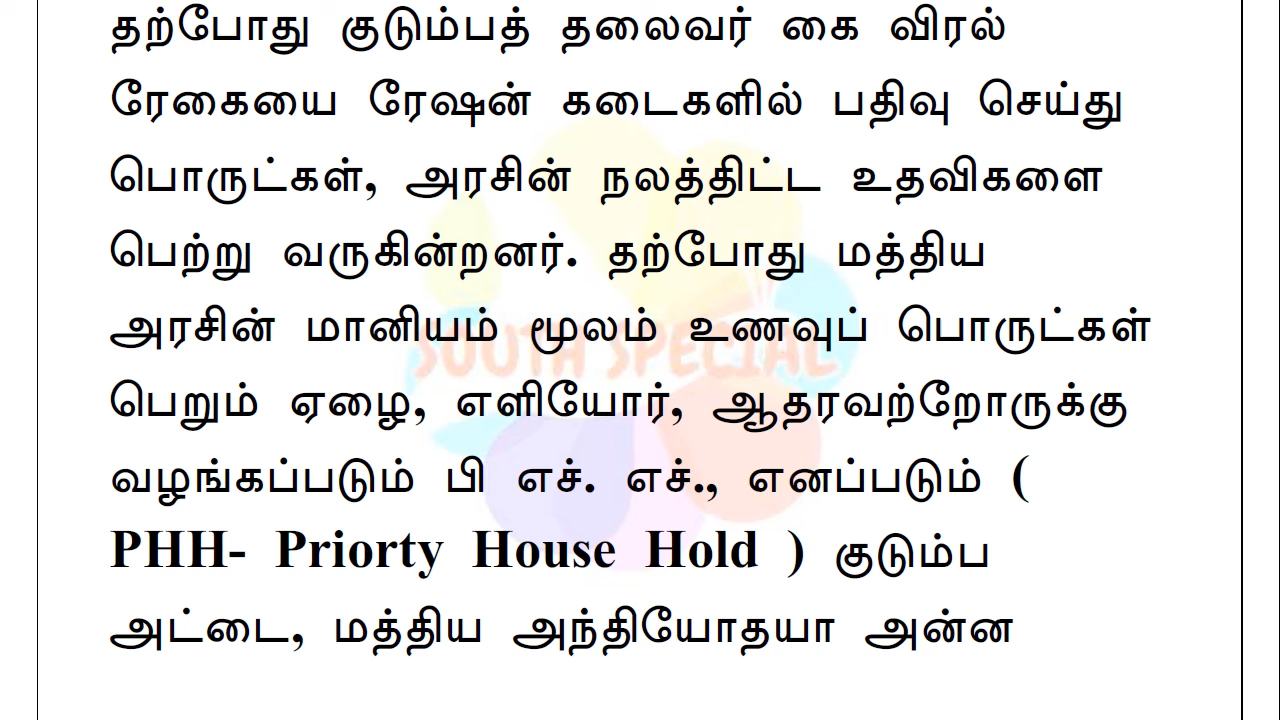 தற்போது குடும்பத் தலைவர் கை விரல்
ரேகையை ரேஷன் கடைகளில் பதிவு செய்து
பொருட்கள், அரசின் நலத்திட்ட உதவிகளை
பெற்று வருகின்றனர். தற்போது மத்திய
அரசின் மானியம் மூலம் உணவுப் பொருட்கள்
SOUTH SPECIAL
பெறும் ஏழை, எளியோர், ஆதரவற்றோருக்கு
வழங்கப்படும் பி எச். எச்., எனப்படும் (
PHH- Priorty House Hold ) குடும்ப
அட்டை, மத்திய அந்தியோதயா அன்ன